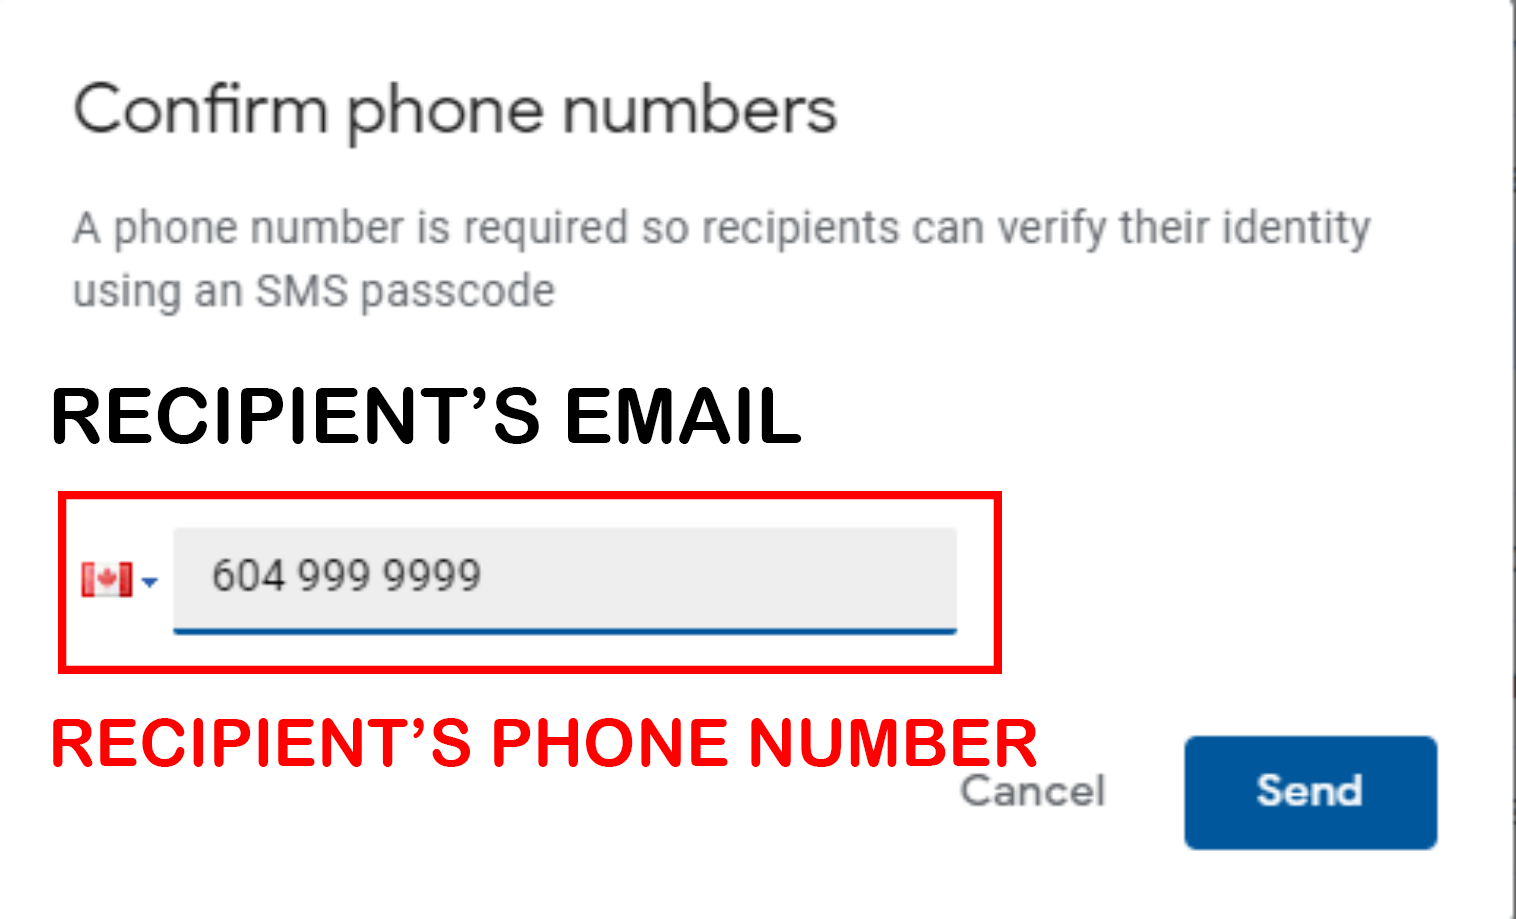 Confirm phone numbers
A phone number is required so recipients can verify their identity
using an SMS passcode
RECIPIENT’S EMAIL
604 999 9999
RECIPIENT’S PHONE NUMBER
Cancel
Send